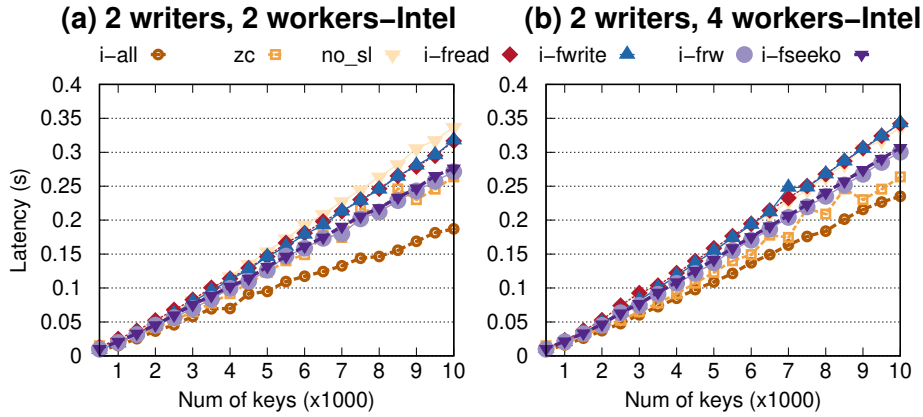 (a) 2 writers, 2 workers–Intel (b) 2 writers, 4 workers–Intel
i–all zc no_sl i–fread i–fwrite i–frw i–fseeko
0.4
0.35
0.3
0.25
0.2
0.15
0.1
0.05
0
Latency (s)
1 2 3 4 5 6 7 8 9 10
Num of keys (x1000)
0.4
0.35
0.3
0.25
0.2
0.15
0.1
0.05
0
1 2 3 4 5 6 7 8 9 10
Num of keys (x1000)